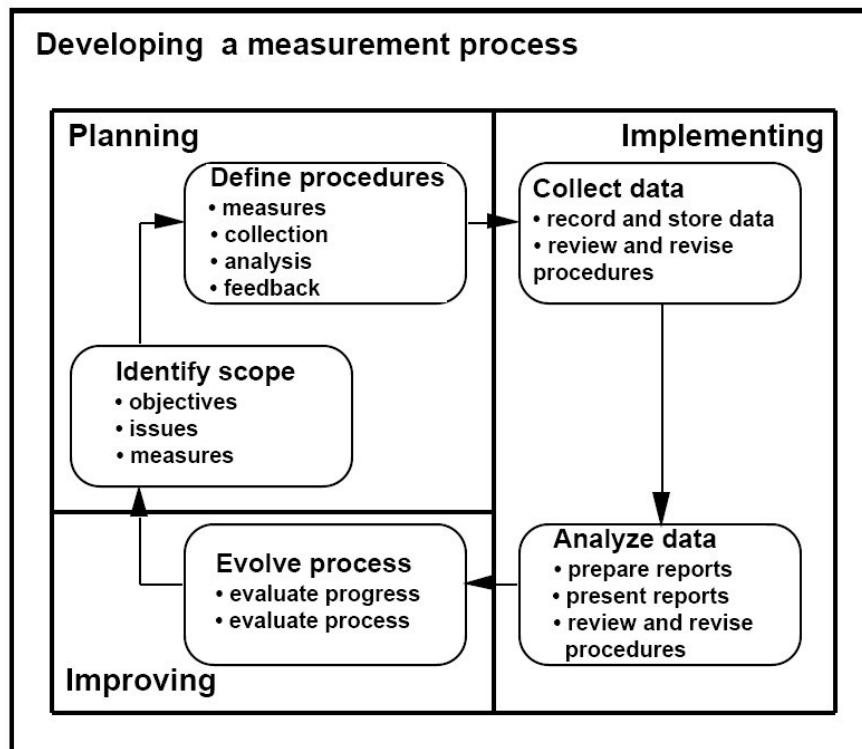 Developing a measurement process
Planning
Define procedures
• measures
• collection
• analysis
• feedback
Identify scope
• objectives
• issues
• measures
Implementing
Collect data
• record and store data
• review and revise
procedures
Analyze data
• prepare reports
• present reports
• review and revise
procedures
Evolve process
• evaluate progress
• evaluate process
Improving